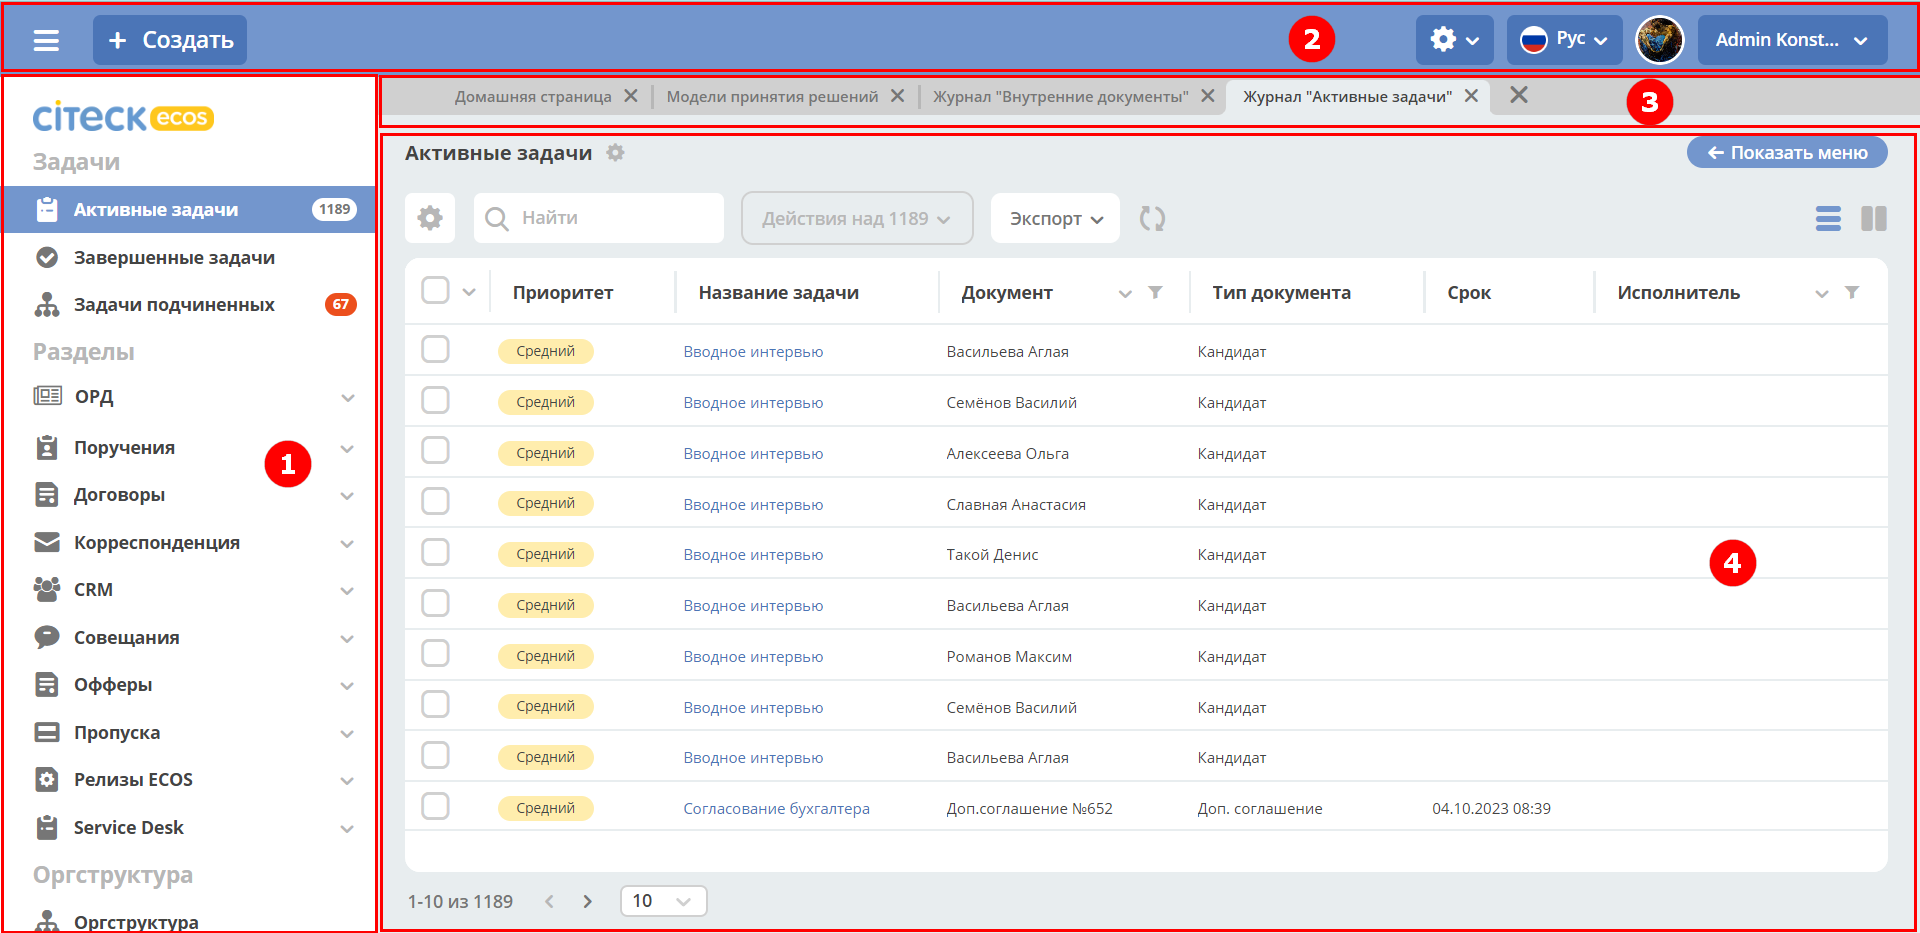 + Создать
2
Рус
Admin Konst...
Домашняя страница
Модели принятия решений
Журнал "Внутренние документы"
Журнал "Активные задачи"
3
citeck ecos
Задачи
Активные задачи 1189
Завершенные задачи
Задачи подчиненных 67
Разделы
ОРД
Поручения
1
Договоры
Корреспонденция
CRM
Совещания
Офферы
Пропуска
Релизы ECOS
Service Desk
Оргструктура
Оргструктура
Активные задачи
← Показать меню
Найти
Действия над 1189
Экспорт
Приоритет Название задачи Документ Тип документа Срок Исполнитель
Средний Вводное интервью Васильева Аглая Кандидат
Средний Вводное интервью Семёнов Василий Кандидат
Средний Вводное интервью Алексеева Ольга Кандидат
Средний Вводное интервью Славная Анастасия Кандидат
Средний Вводное интервью Такой Денис Кандидат
4
Средний Вводное интервью Васильева Аглая Кандидат
Средний Вводное интервью Романов Максим Кандидат
Средний Вводное интервью Семёнов Василий Кандидат
Средний Вводное интервью Васильева Аглая Кандидат
Средний Согласование бухгалтера Доп.соглашение №652 Доп. соглашение 04.10.2023 08:39
1-10 из 1189
10